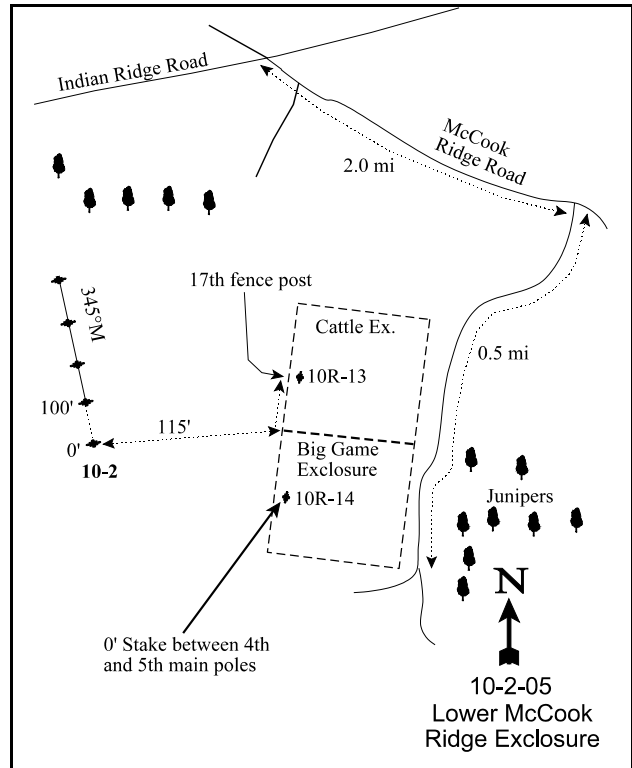 Indian Ridge Road
McCook
Ridge Road
2.0 mi
17th fence post
345°M
Cattle Ex.
10R-13
0.5 mi
100'
115'
0'
10-2
Big Game
Exclosure
10R-14
Junipers
N
0' Stake between 4th
and 5th main poles
10-2-05
Lower McCook
Ridge Exclosure